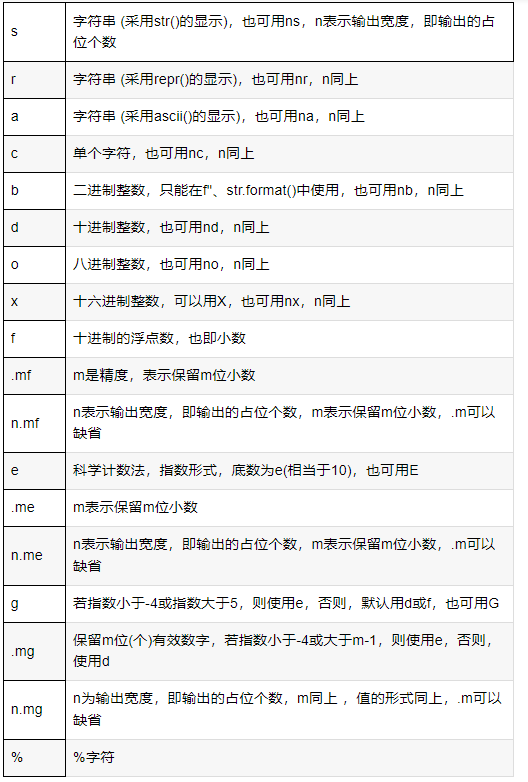 s
字符串 (采用str()的显示)，也可用ns，n表示输出宽度，即输出的占
位个数
r
字符串 (采用repr()的显示)，也可用nr，n同上
a
字符串 (采用ascii()的显示)，也可用na，n同上
c
单个字符，也可用nc，n同上
b
二进制整数，只能在f''、str.format()中使用，也可用nb，n同上
d
十进制整数，也可用nd，n同上
o
八进制整数，也可用no，n同上
x
十六进制整数，可以用X，也可用nx，n同上
f
十进制的浮点数，也即小数
.mf
m是精度，表示保留m位小数
n.mf
n表示输出宽度，即输出的占位个数，m表示保留m位小数，.m可以
缺省
e
科学计数法，指数形式，底数为e(相当于10)，也可用E
.me
m表示保留m位小数
n.me
n表示输出宽度，即输出的占位个数，m表示保留m位小数，.m可以
缺省
g
若指数小于-4或指数大于5，则使用e，否则，默认用d或f，也可用G
.mg
保留m位(个)有效数字，若指数小于-4或大于m-1，则使用e，否则，
使用d
n.mg
n为输出宽度，即输出的占位个数，m同上 ，值的形式同上，.m可以
缺省
%
%字符